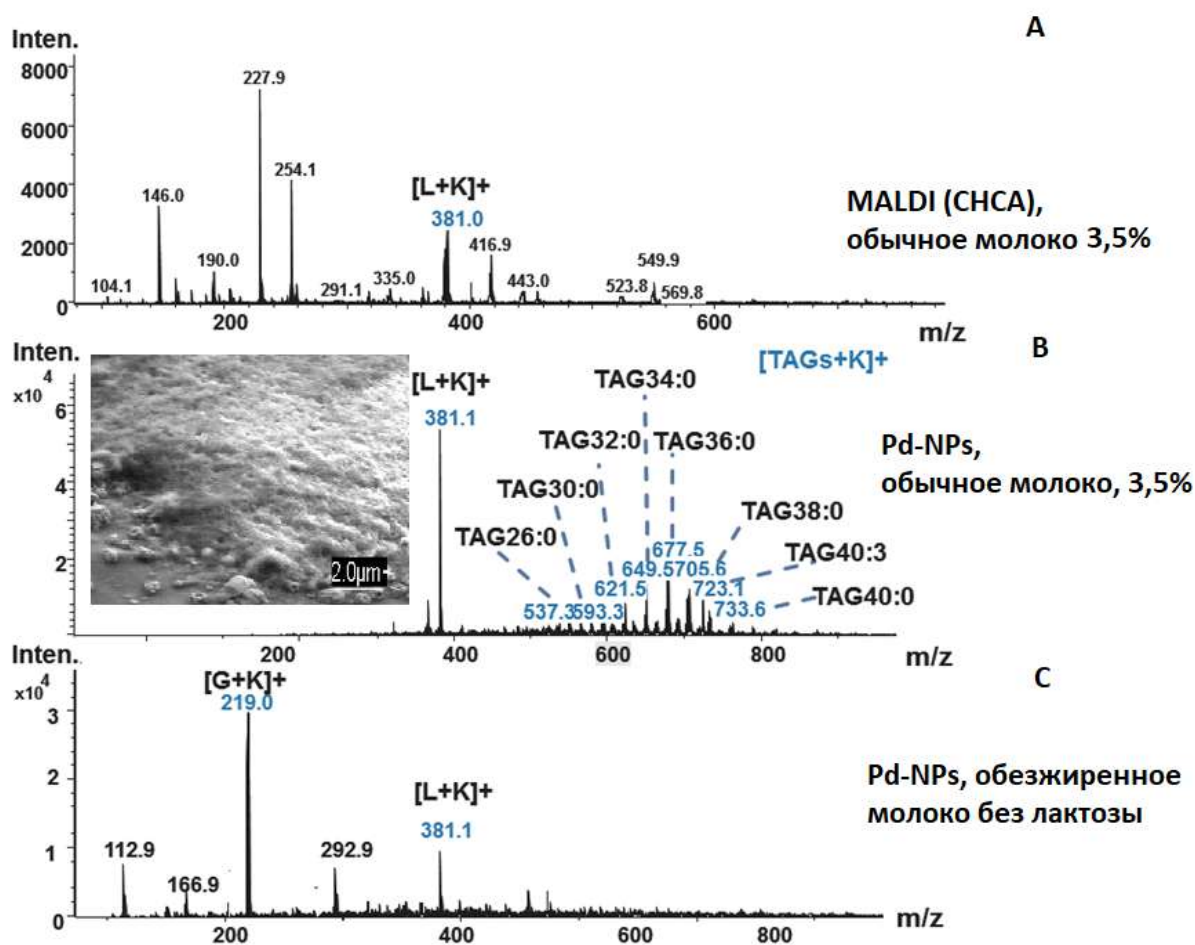 A
Inten.
8000
6000
4000
2000
0
227.9
254.1
146.0
190.0
104.1
291.1
335.0
[L+K]+
381.0
416.9
443.0
523.8
549.9
569.8
MALDI (CHCA),
обычное молоко 3,5%
200
400
600
m/z
B
Inten.
x10 4
6
4
2
2.0µm
[L+K]+
381.1
[TAGs+K]+
TAG34:0
TAG32:0
TAG36:0
TAG30:0
TAG38:0
TAG26:0
TAG40:3
TAG40:0
677.5
649.5705.6
621.5
723.1
537.3
593.3
733.6
Pd-NPs,
обычное молоко, 3,5%
200
400
600
800
m/z
C
Inten.
x10 4
3
2
1
0
[G+K]+
219.0
[L+K]+
381.1
112.9
166.9
292.9
Pd-NPs, обезжиренное
молоко без лактозы
200
400
600
800
m/z